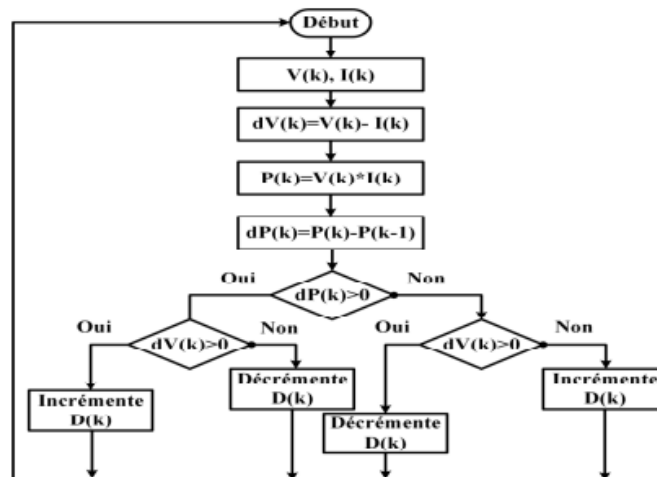 Début
V(k), I(k)
dV(k)=V(k)- I(k)
P(k)=V(k)*I(k)
dP(k)=P(k)-P(k-1)
Oui
dP(k)>0
Non
Oui
dV(k)>0
Non
Oui
dV(k)>0
Non
Incrémente
D(k)
Décrémente
D(k)
Décrémente
D(k)
Incrémente
D(k)